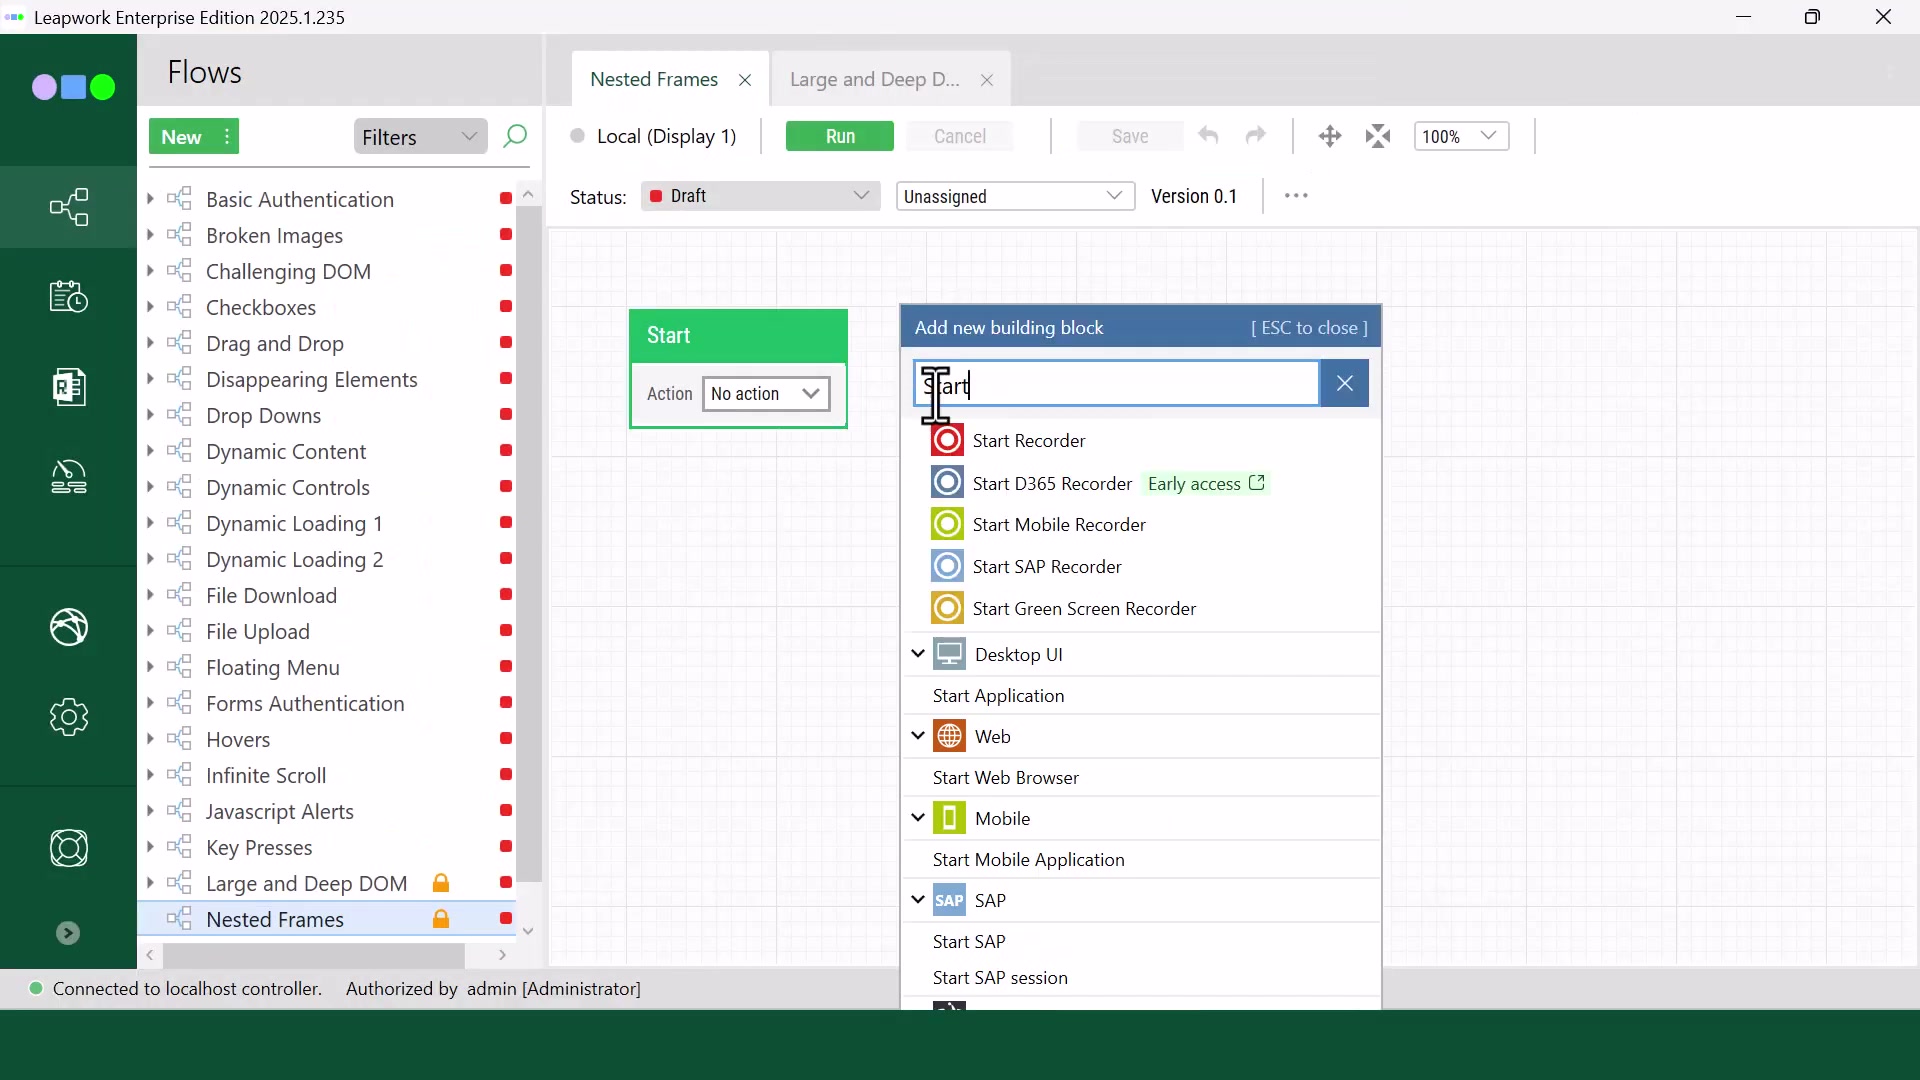 Leapwork Enterprise Edition 2025.1.235
Flows
New
Filters
Basic Authentication
Broken Images
Challenging DOM
Checkboxes
Drag and Drop
Disappearing Elements
Drop Downs
Dynamic Content
Dynamic Controls
Dynamic Loading 1
Dynamic Loading 2
File Download
File Upload
Floating Menu
Forms Authentication
Hovers
Infinite Scroll
Javascript Alerts
Key Presses
Large and Deep DOM
Nested Frames
Nested Frames
Large and Deep D...
Local (Display 1)
Run
Cancel
Save
100%
Status:
Draft
Unassigned
Version 0.1
Start
Action
No action
Add new building block
[ ESC to close ]
Start
Start Recorder
Start D365 Recorder
Early access
Start Mobile Recorder
Start SAP Recorder
Start Green Screen Recorder
Desktop UI
Start Application
Web
Start Web Browser
Mobile
Start Mobile Application
SAP
SAP
Start SAP
Start SAP session
Connected to localhost controller.
Authorized by admin [Administrator]